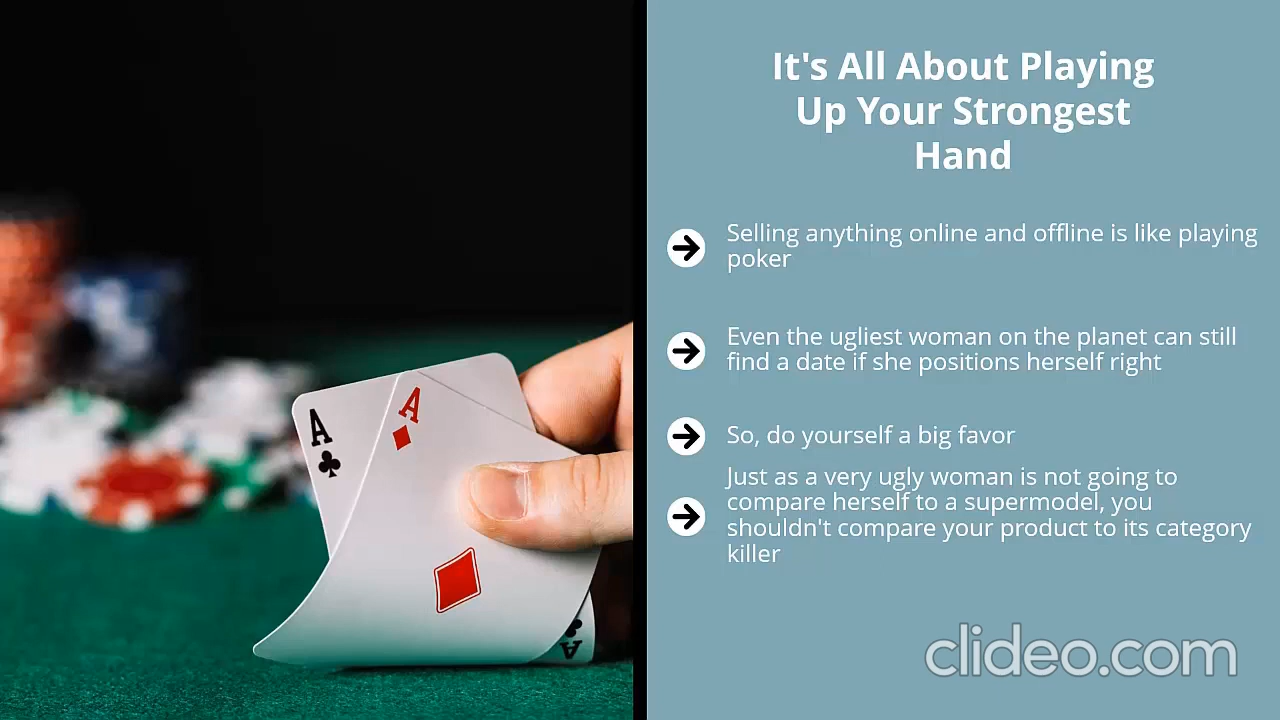 It's All About Playing
Up Your Strongest
Hand
Selling anything online and offline is like playing
poker
Even the ugliest woman on the planet can still
find a date if she positions herself right
So, do yourself a big favor
Just as a very ugly woman is not going to
compare herself to a supermodel, you
shouldn't compare your product to its category
killer
A
A
A
clideo.com